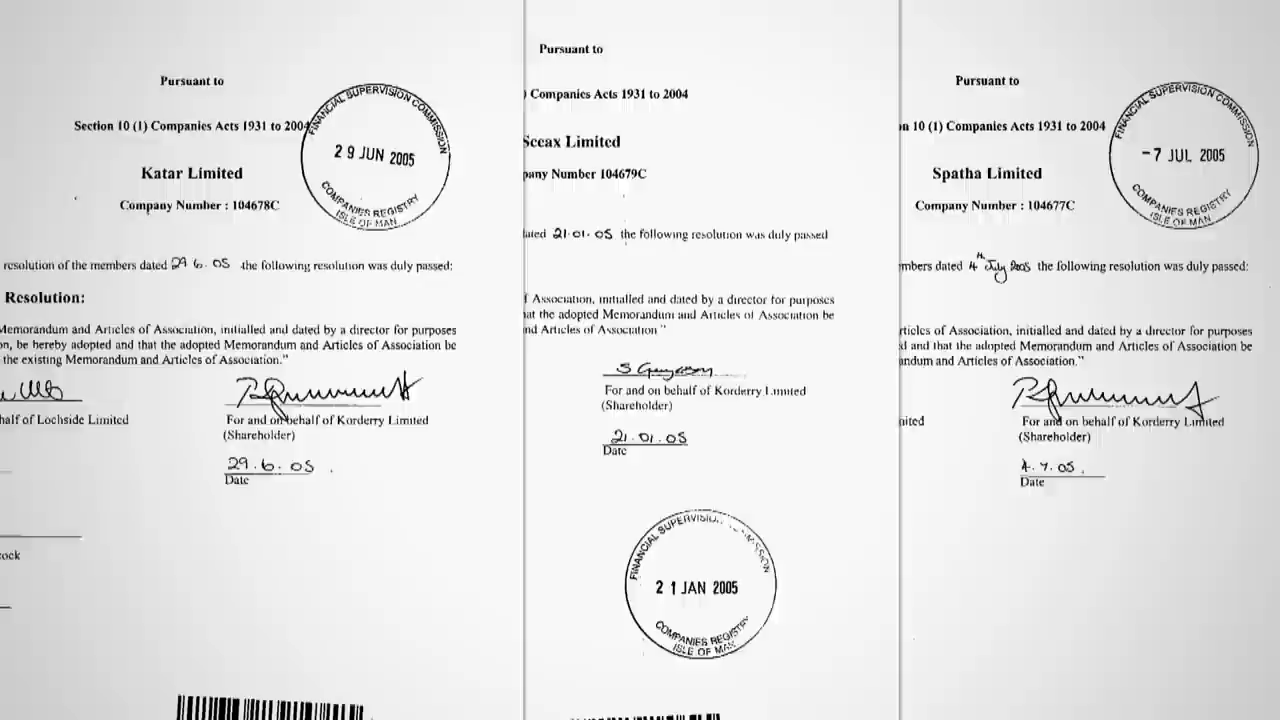 Pursuant to
Section 10 (1) Companies Acts 1931 to 2004
Katar Limited
Company Number : 104678C
FINANCIAL SUPERVISION COMMISSION
29 JUN 2005
COMPANIES REGISTRY
ISLE OF MAN
resolution of the members dated 29 6. 05 the following resolution was duly passed:
Resolution:
Memorandum and Articles of Association, initialled and dated by a director for purposes
on, be hereby adopted and that the adopted Memorandum and Articles of Association be
the existing Memorandum and Articles of Association."
half of Lochside Limited
For and on behalf of Korderry Limited
(Shareholder)
29.6.05
Date
ock
Pursuant to
) Companies Acts 1931 to 2004
Seeax Limited
pany Number 104679C
ated 21.01.05 the following resolution was duly passed
f Association, initialled and dated by a director for purposes
at the adopted Memorandum and Articles of Association be
nd Articles of Association "
For and on behalf of Korderry Limited
(Shareholder)
21.01.05
Date
FINANCIAL SUPERVISION COMMISSION
21 JAN 2005
COMPANIES REGISTRY
ISLE OF MAN
Pursuant to
n 10 (1) Companies Acts 1931 to 2004
Spatha Limited
Company Number : 104677C
FINANCIAL SUPERVISION COMMISSION
-7 JUL 2005
COMPANIES REGISTRY
ISLE OF MAN
mbers dated 4th July 2005 the following resolution was duly passed:
rticles of Association, initialled and dated by a director for purposes
d and that the adopted Memorandum and Articles of Association be
andum and Articles of Association."
ited
For and on behalf of Korderry Limited
(Shareholder)
4.7.05.
Date